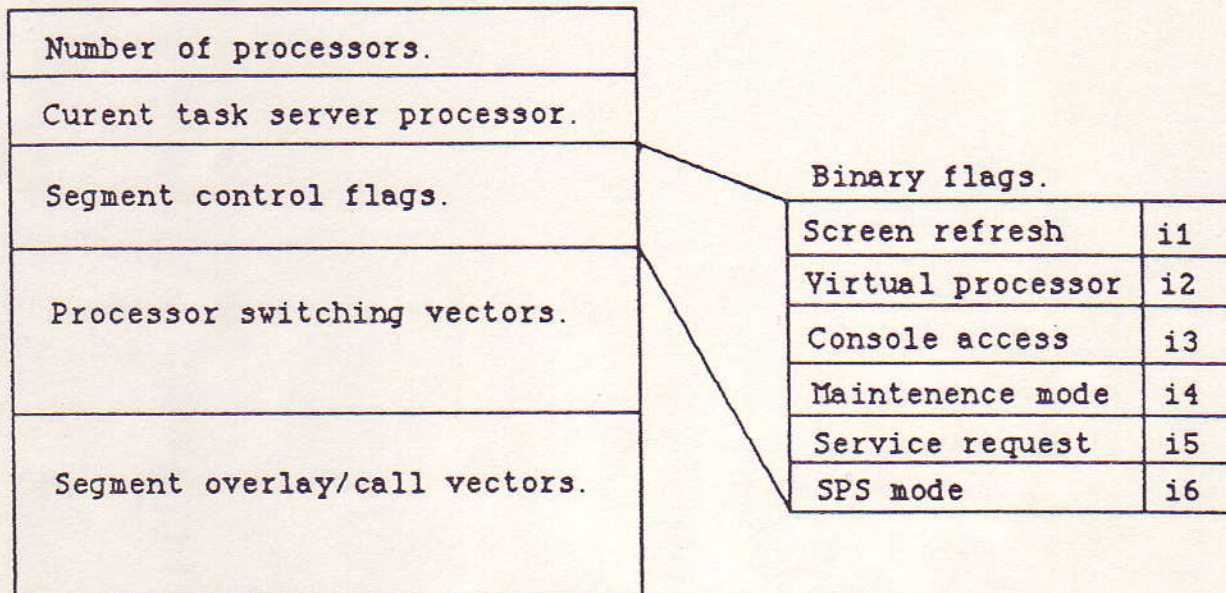 Number of processors.
Curent task server processor.
Segment control flags.
Processor switching vectors.
Segment overlay/call vectors.
Binary flags.
Screen refresh i1
Virtual processor i2
Console access i3
Maintenence mode i4
Service request i5
SPS mode i6